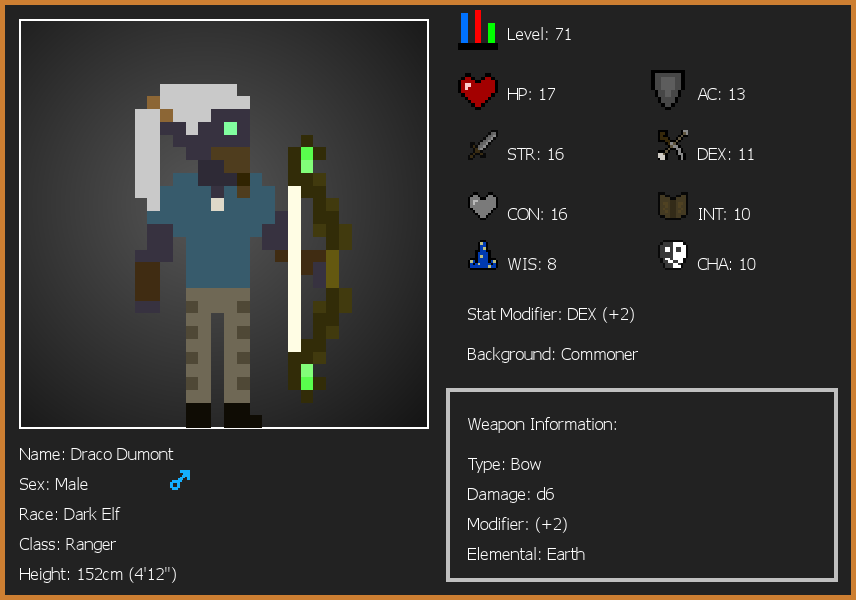 Level: 71
HP: 17
AC: 13
STR: 16
DEX: 11
CON: 16
INT: 10
WIS: 8
CHA: 10
Stat Modifier: DEX (+2)
Background: Commoner
Weapon Information:
Type: Bow
Damage: d6
Modifier: (+2)
Elemental: Earth
Name: Draco Dumont
Sex: Male
Race: Dark Elf
Class: Ranger
Height: 152cm (4'12")